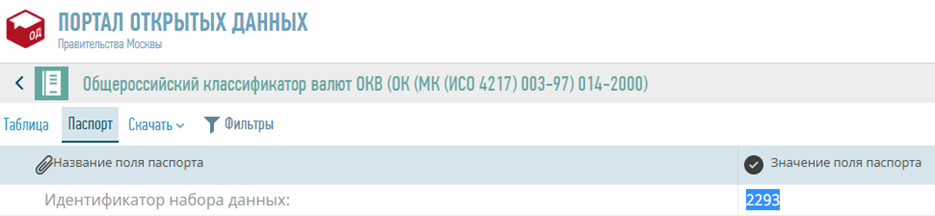 ОД
ПОРТАЛ ОТКРЫТЫХ ДАННЫХ
Правительства Москвы
Общероссийский классификатор валют ОКВ (ОК (МК (ИСО 4217) 003-97) 014-2000)
Таблица Паспорт Скачать Фильтры
Название поля паспорта Значение поля паспорта
Идентификатор набора данных: 2293